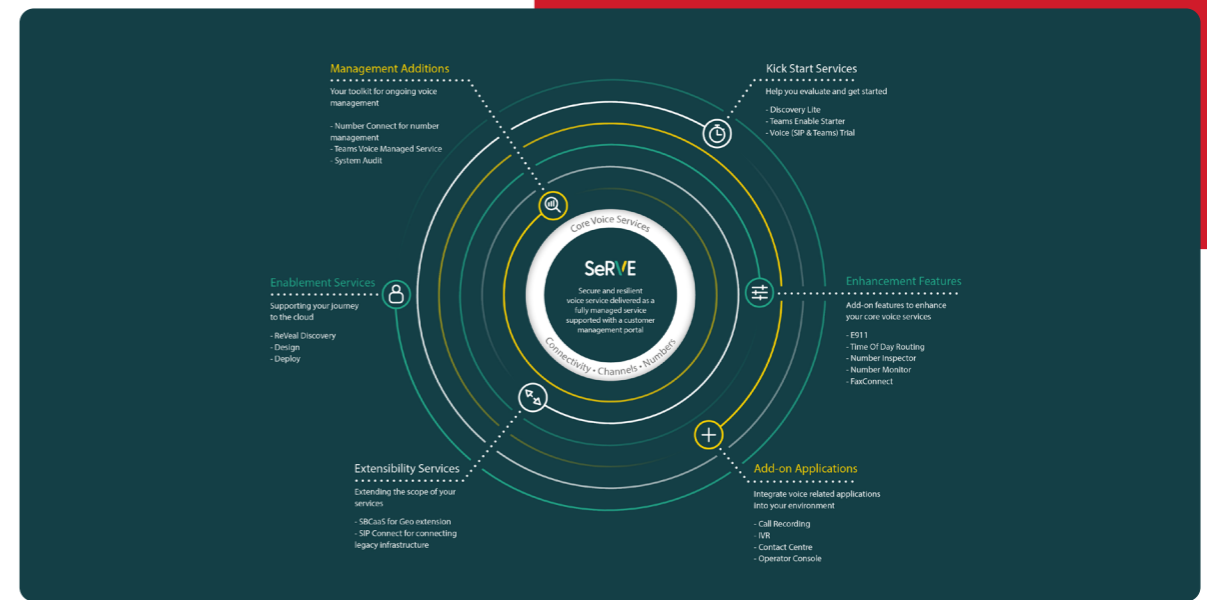 Management Additions
Your toolkit for ongoing voice
management
- Number Connect for number
management
- Teams Voice Managed Service
- System Audit
Kick Start Services
Help you evaluate and get started
- Discovery Lite
- Teams Enable Starter
- Voice (SIP & Teams) Trial
Core Voice Services
SeRVE
Secure and resilient
voice service delivered as a
fully managed service
supported with a customer
management portal
Connectivity • Channels • Numbers
Enablement Services
Supporting your journey
to the cloud
- ReVeal Discovery
- Design
- Deploy
Enhancement Features
Add-on features to enhance
your core voice services
- E911
- Time Of Day Routing
- Number Inspector
- Number Monitor
- FaxConnect
Extensibility Services
Extending the scope of your
services
- SBCaaS for Geo extension
- SIP Connect for connecting
legacy infrastructure
Add-on Applications
Integrate voice related applications
into your environment
- Call Recording
- IVR
- Contact Centre
- Operator Console